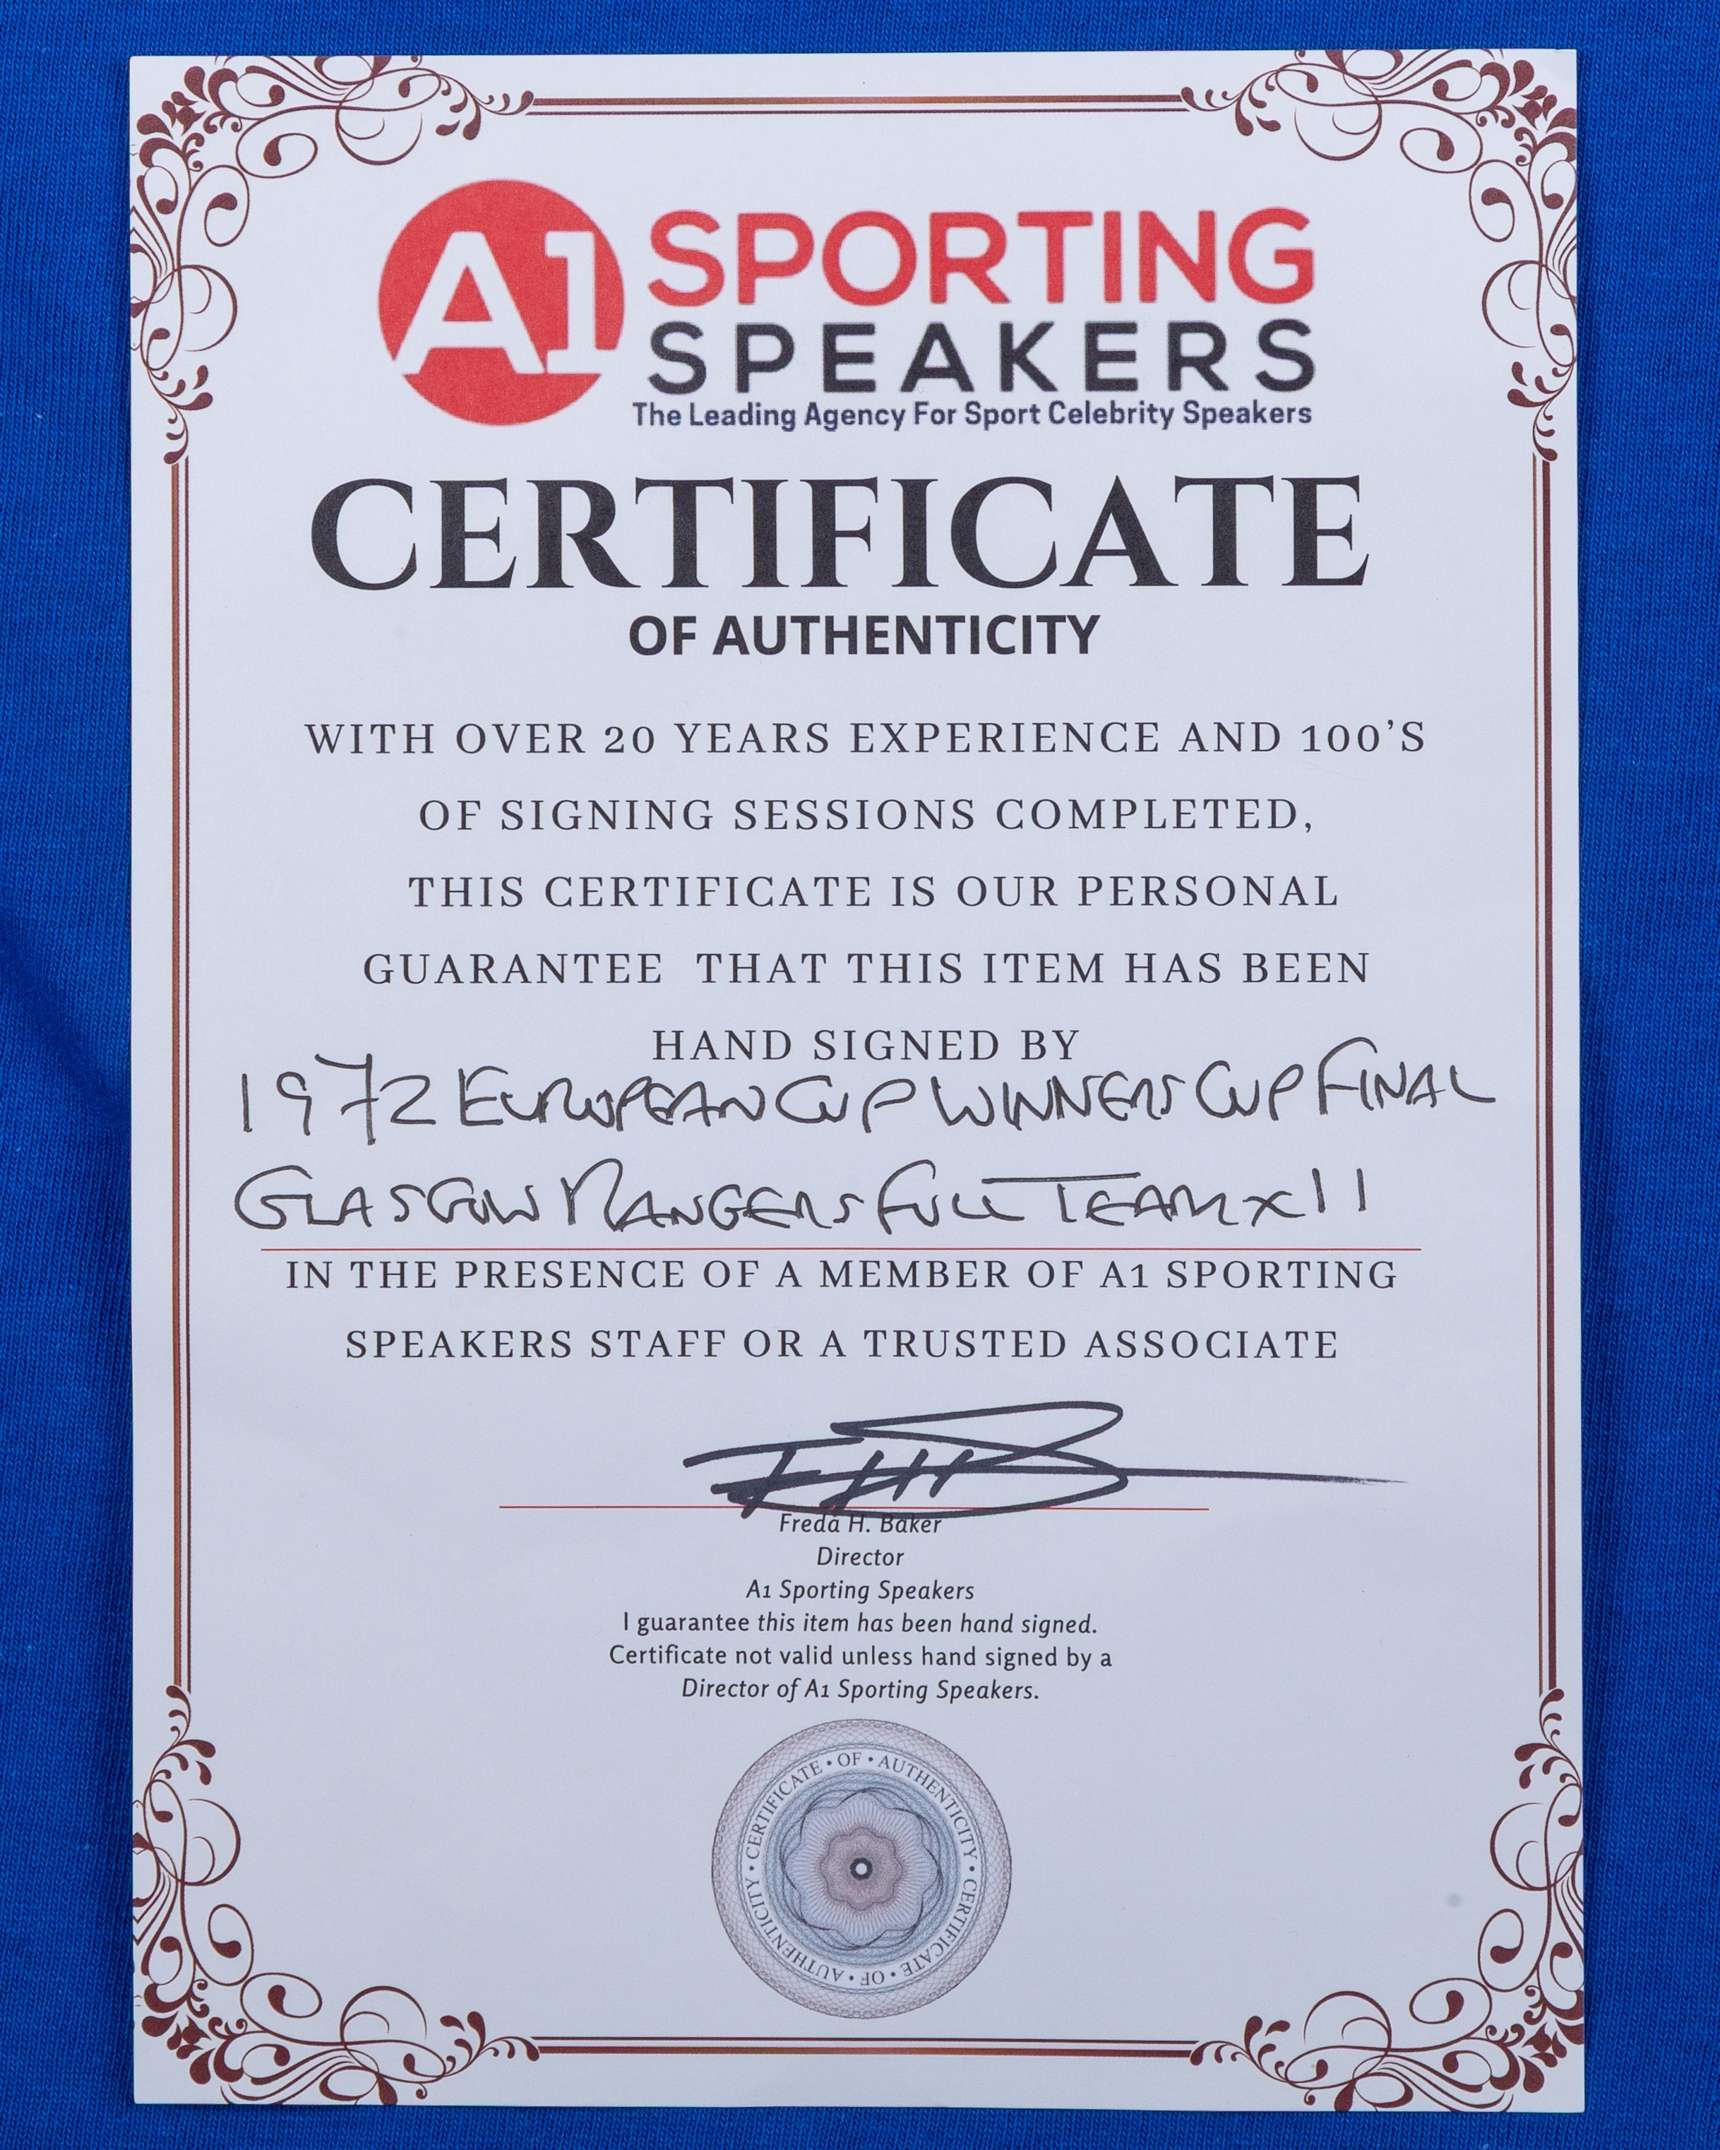 A1 SPORTING
SPEAKERS
The Leading Agency For Sport Celebrity Speakers
CERTIFICATE
OF AUTHENTICITY
WITH OVER 20 YEARS EXPERIENCE AND 100'S
OF SIGNING SESSIONS COMPLETED,
THIS CERTIFICATE IS OUR PERSONAL
GUARANTEE THAT THIS ITEM HAS BEEN
HAND SIGNED BY
1972 EUROPEAN CUP WINNERS CUP FINAL
GLASGOW RANGERS FULL TEAM x11
IN THE PRESENCE OF A MEMBER OF A1 SPORTING
SPEAKERS STAFF OR A TRUSTED ASSOCIATE
Freda H. Baker
Director
A1 Sporting Speakers
I guarantee this item has been hand signed.
Certificate not valid unless hand signed by a
Director of A1 Sporting Speakers.
CERTIFICATE • OF • AUTHENTICITY • CERTIFICATE • OF • AUTHENTICITY •